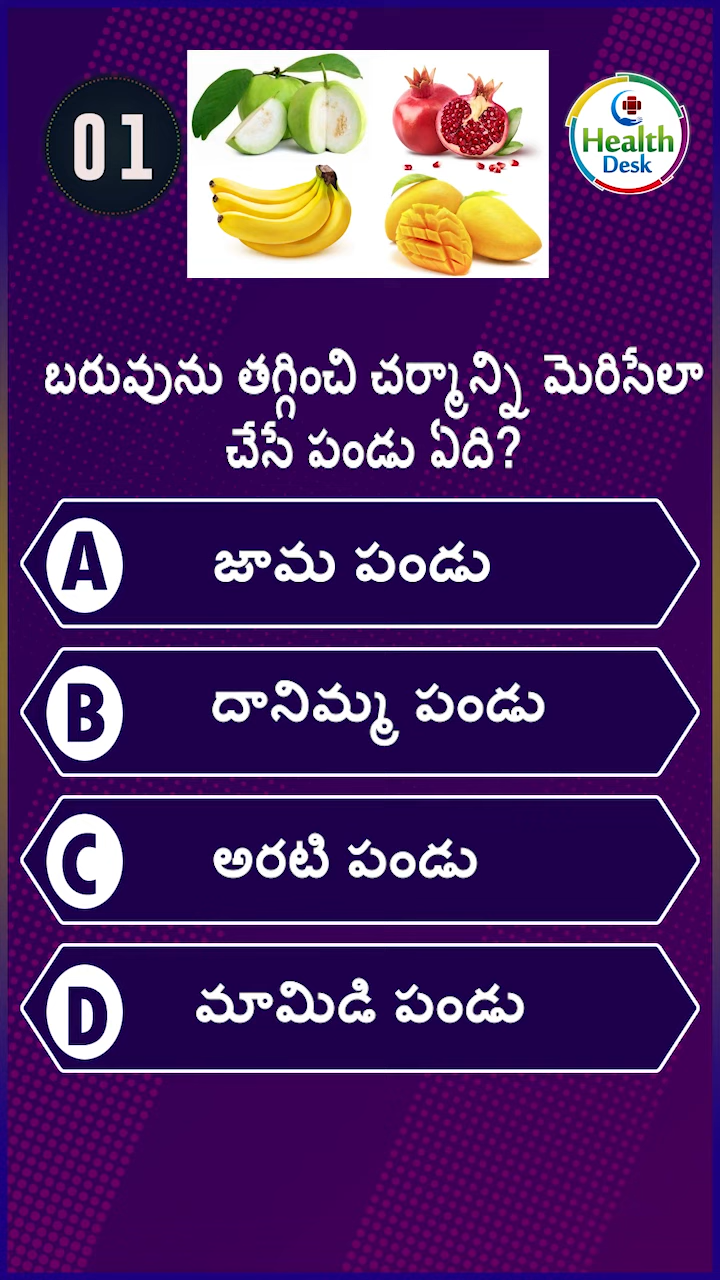 01
Health
Desk
బరువును తగ్గించి చర్మాన్ని మెరిసేలా
చేసే పండు ఏది?
A జామ పండు
B దానిమ్మ పండు
C అరటి పండు
D మామిడి పండు